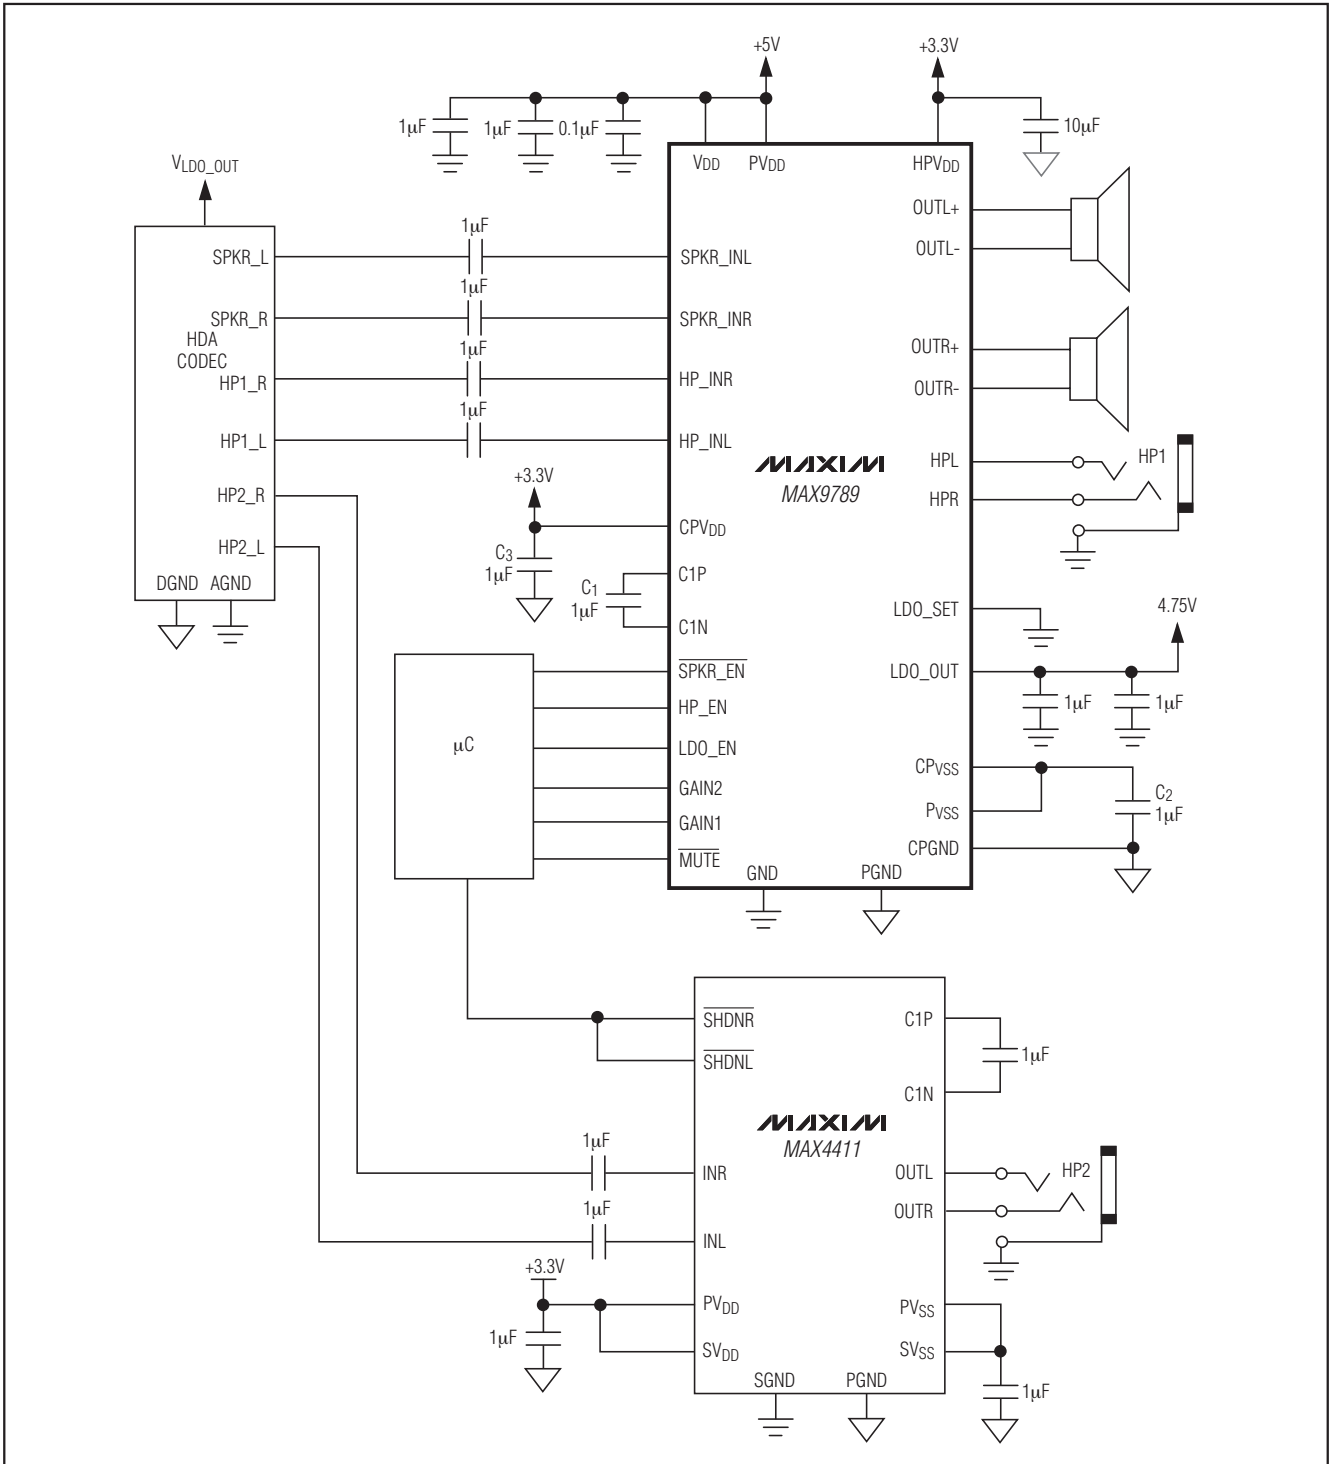 +5V
+3.3V
1μF
1μF
0.1μF
10μF
VLDO_OUT
VDD
PVDD
HPVDD
SPKR_L
1μF
SPKR_INL
OUTL+
OUTL-
SPKR_R
1μF
SPKR_INR
HDA
CODEC
OUTR+
OUTR-
HP1_R
1μF
HP_INR
HP1_L
1μF
HP_INL
MAXIM
MAX9789
HPL
HP1
HPR
HP2_R
+3.3V
CPVDD
HP2_L
C3
1μF
C1P
C1
1μF
C1N
DGND
AGND
LDO_SET
4.75V
LDO_OUT
1μF
1μF
μC
SPKR_EN
HP_EN
LDO_EN
GAIN2
GAIN1
MUTE
CPVSS
PVSS
C2
1μF
CPGND
GND
PGND
SHDNR
SHDNL
C1P
1μF
C1N
MAXIM
MAX4411
1μF
INR
1μF
INL
OUTL
HP2
OUTR
+3.3V
PVDD
1μF
SVDD
PVSS
SVSS
1μF
SGND
PGND